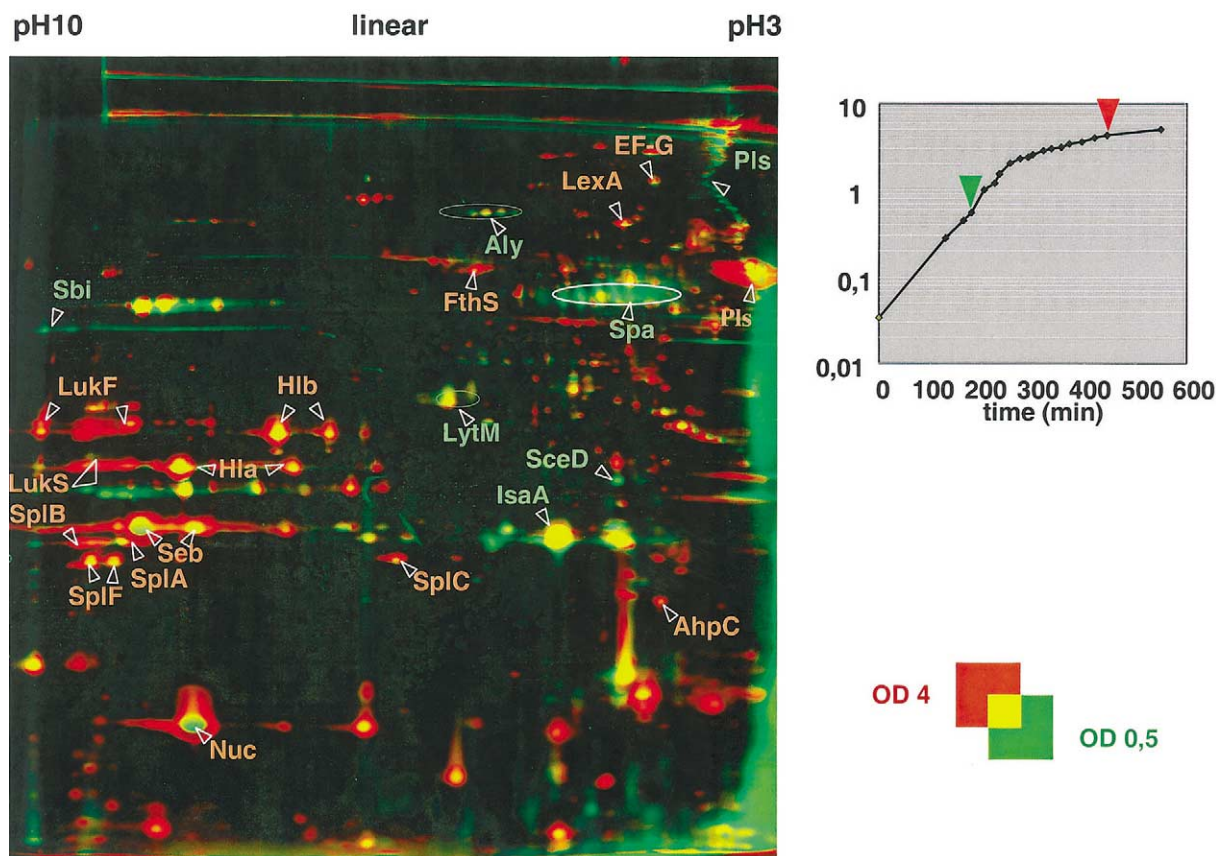 pH10 linear pH3
EF-G
Pls
LexA
Aly
Sbi
FthS
Spa
Pls
LukF
Hlb
LytM
LukS
Hla
SceD
IsaA
SplB
Seb
SplA
SplF
SplC
AhpC
Nuc
10
1
0,1
0,01
0 100 200 300 400 500 600
time (min)
OD 4
OD 0,5